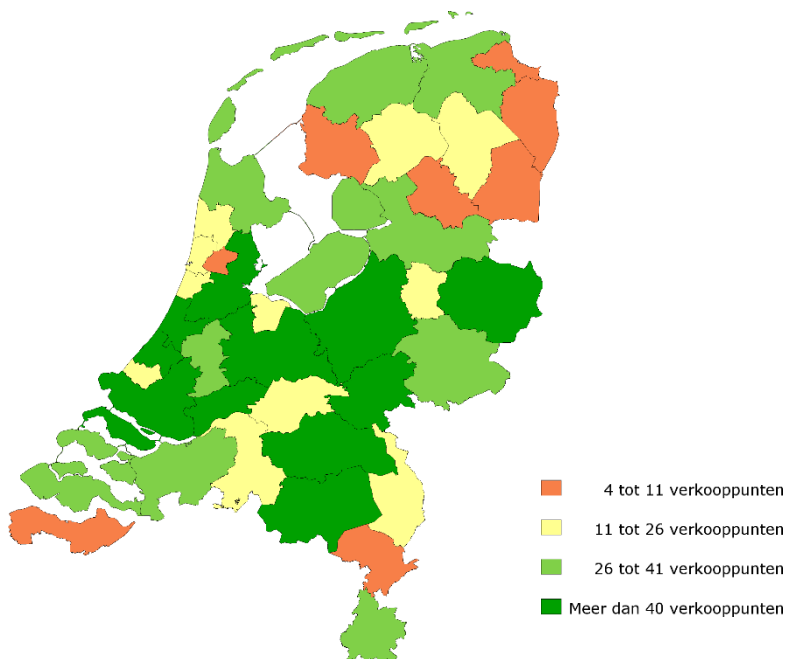 4 tot 11 verkooppunten
11 tot 26 verkooppunten
26 tot 41 verkooppunten
Meer dan 40 verkooppunten